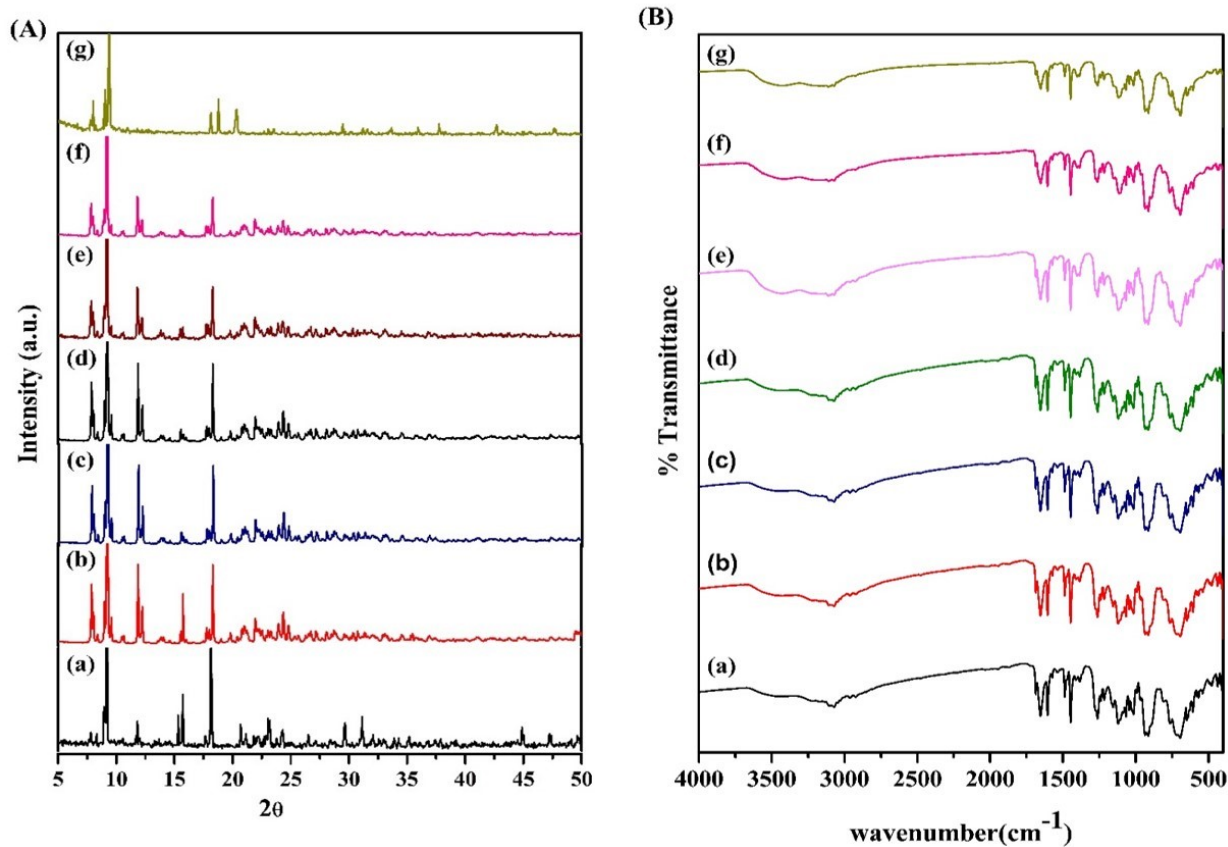 (A)
(g)
(f)
(e)
(d)
(c)
(b)
(a)
Intensity (a.u.)
5 10 15 20 25 30 35 40 45 50
2θ
(B)
(g)
(f)
(e)
(d)
(c)
(b)
(a)
% Transmittance
4000 3500 3000 2500 2000 1500 1000 500
wavenumber(cm⁻¹)